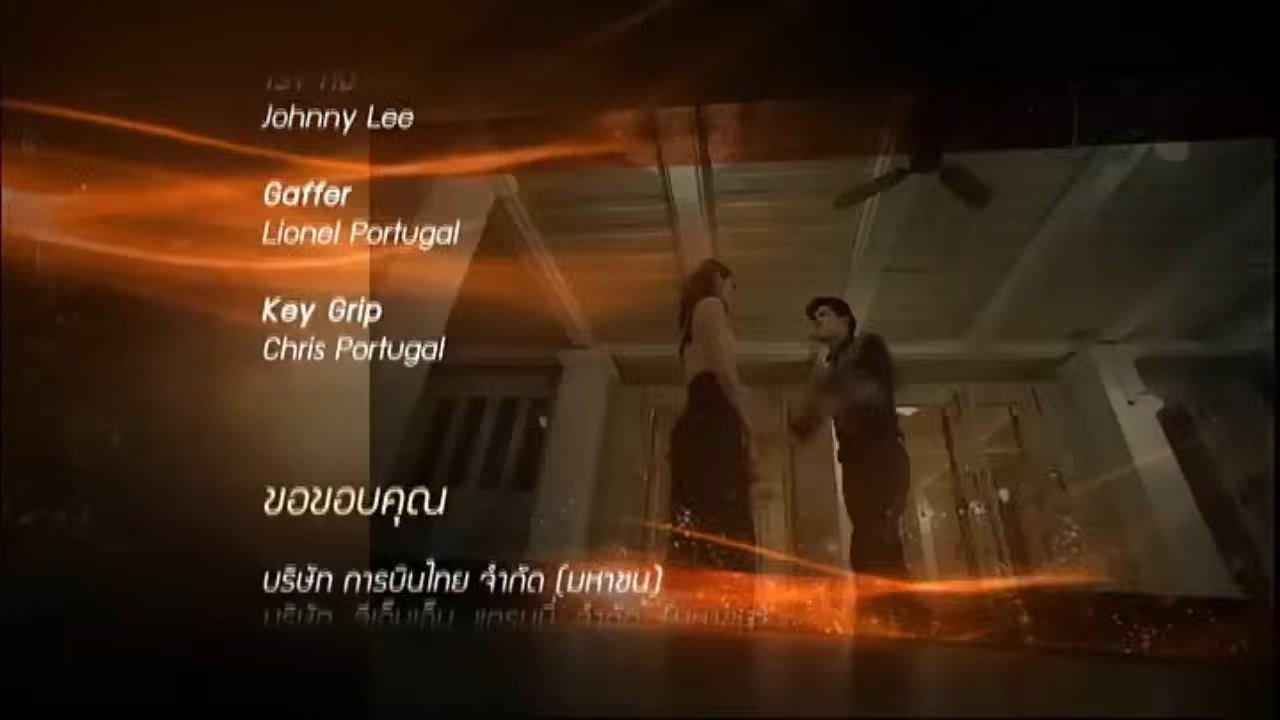 Johnny Lee
Gaffer
Lionel Portugal
Key Grip
Chris Portugal
ขอขอบคุณ
บริษัท การบินไทย จำกัด (มหาชน)